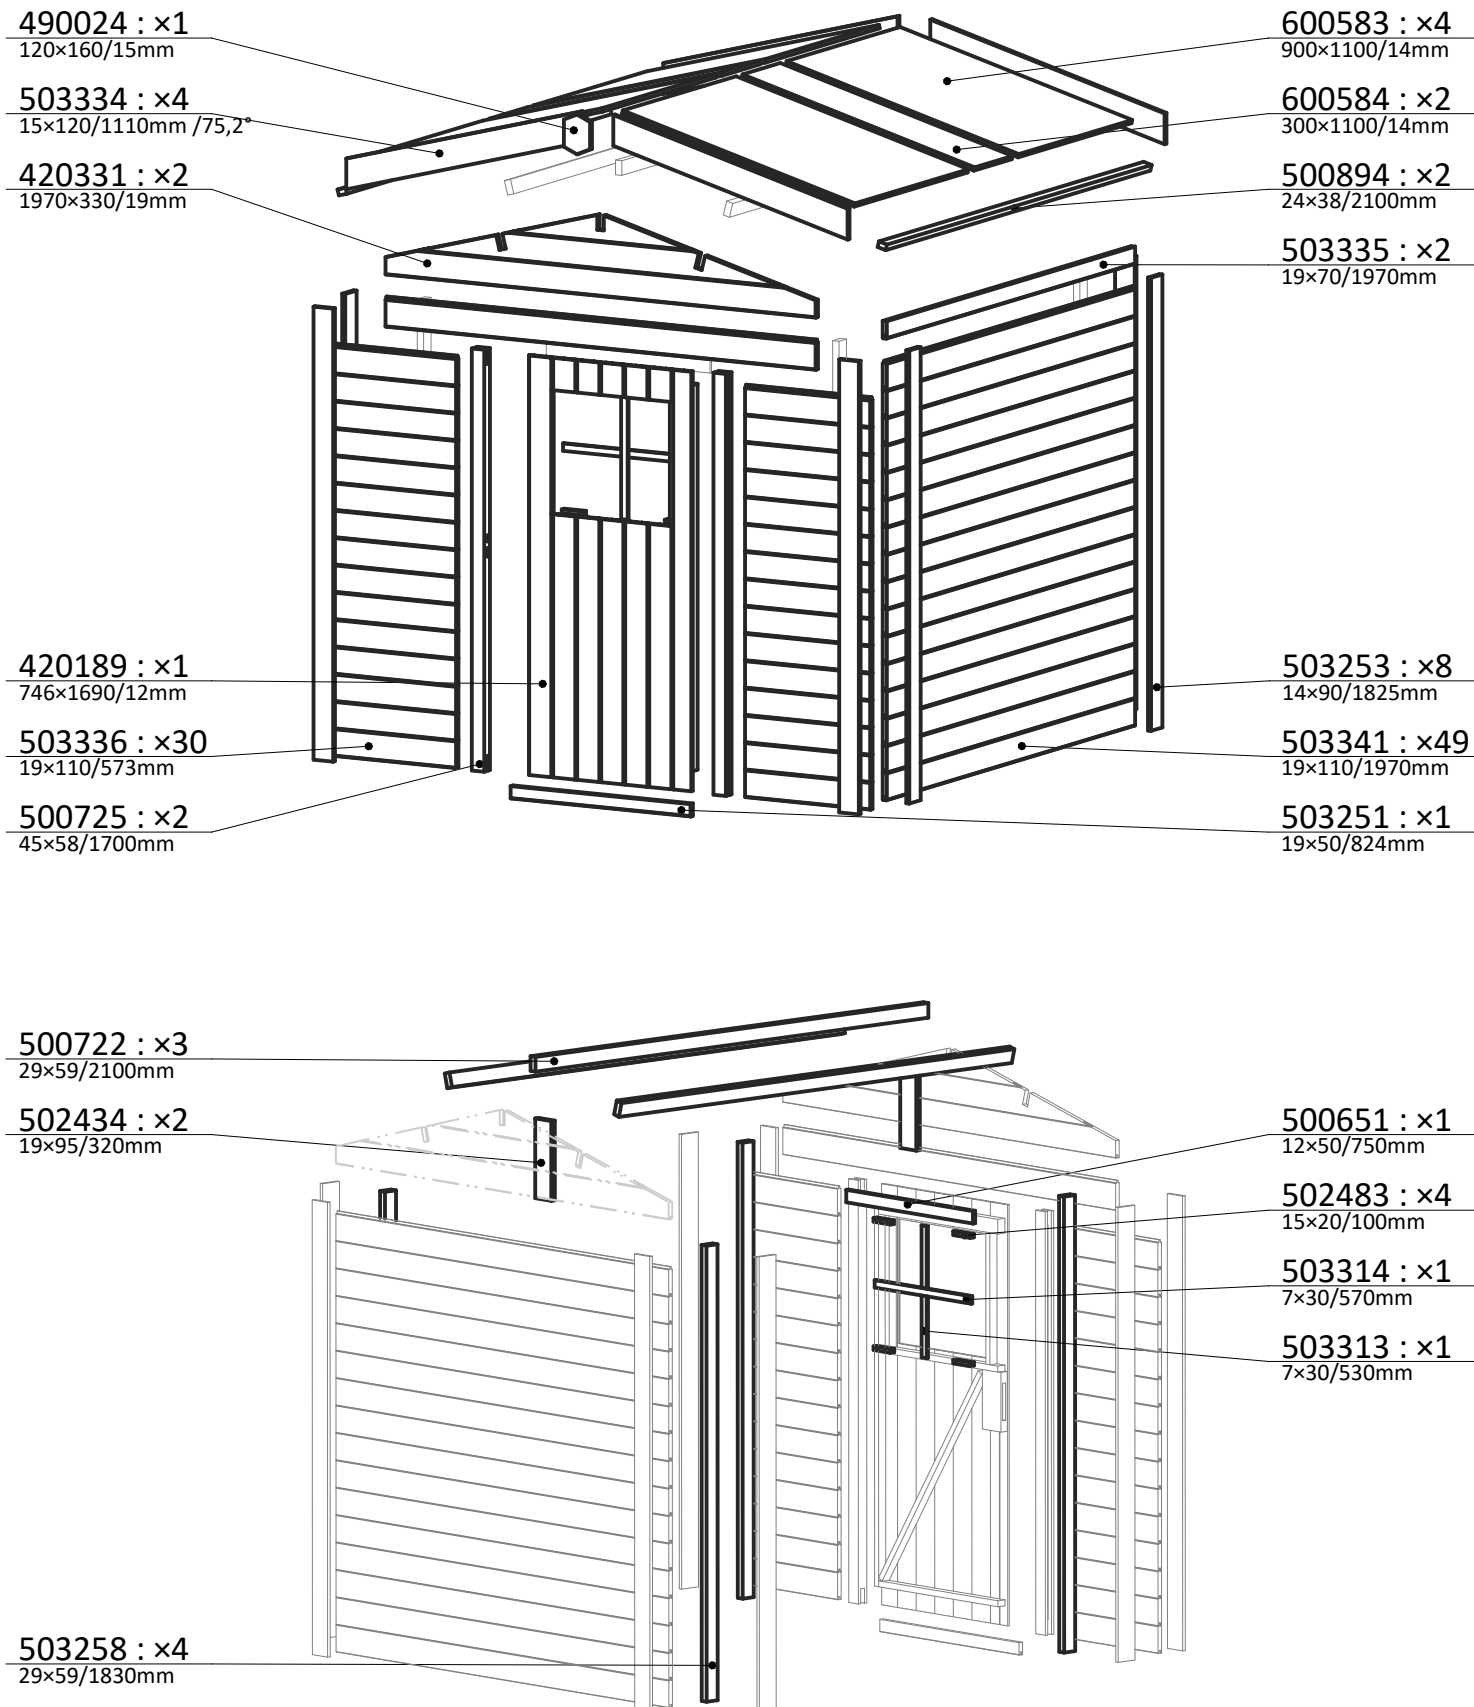 490024 : ×1
120×160/15mm
503334 : ×4
15×120/1110mm /75,2°
420331 : ×2
1970×330/19mm
600583 : ×4
900×1100/14mm
600584 : ×2
300×1100/14mm
500894 : ×2
24×38/2100mm
503335 : ×2
19×70/1970mm
420189 : ×1
746×1690/12mm
503336 : ×30
19×110/573mm
500725 : ×2
45×58/1700mm
503253 : ×8
14×90/1825mm
503341 : ×49
19×110/1970mm
503251 : ×1
19×50/824mm
500722 : ×3
29×59/2100mm
502434 : ×2
19×95/320mm
500651 : ×1
12×50/750mm
502483 : ×4
15×20/100mm
503314 : ×1
7×30/570mm
503313 : ×1
7×30/530mm
503258 : ×4
29×59/1830mm